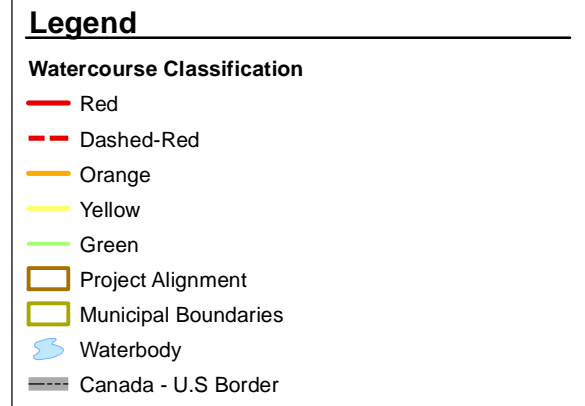 Legend
Watercourse Classification
Red
Dashed-Red
Orange
Yellow
Green
Project Alignment
Municipal Boundaries
Waterbody
Canada - U.S Border